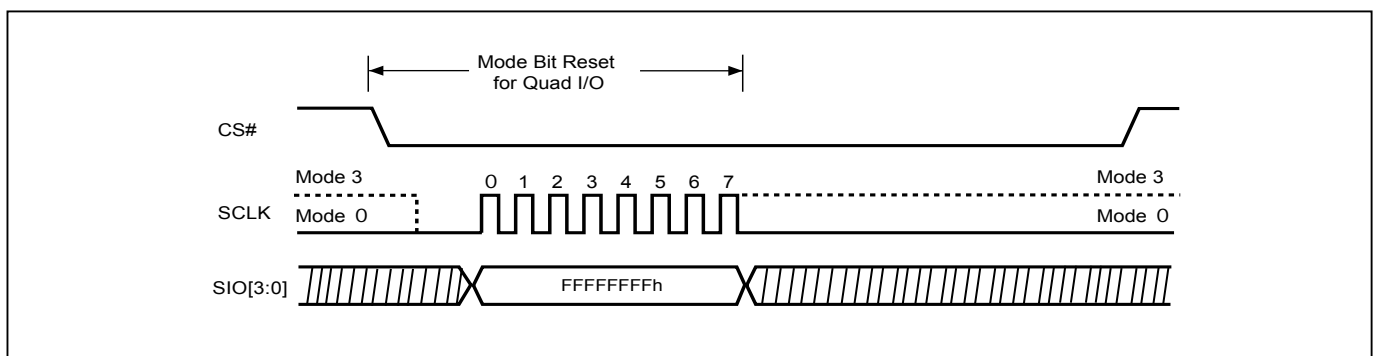 Mode Bit Reset
for Quad I/O
CS#
Mode 3
0 1 2 3 4 5 6 7
Mode 3
SCLK
Mode 0
Mode 0
SIO[3:0]
FFFFFFFFh